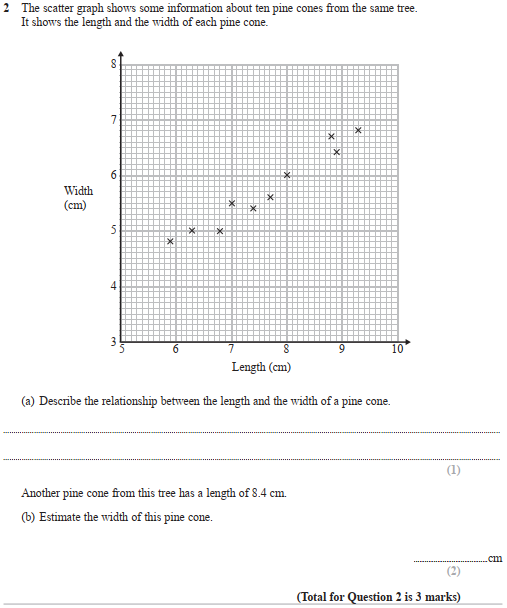 2 The scatter graph shows some information about ten pine cones from the same tree.
It shows the length and the width of each pine cone.
8
7
6
Width
(cm)
5
4
3
5 6 7 8 9 10
Length (cm)
(a) Describe the relationship between the length and the width of a pine cone.
(1)
Another pine cone from this tree has a length of 8.4 cm.
(b) Estimate the width of this pine cone.
cm
(2)
(Total for Question 2 is 3 marks)